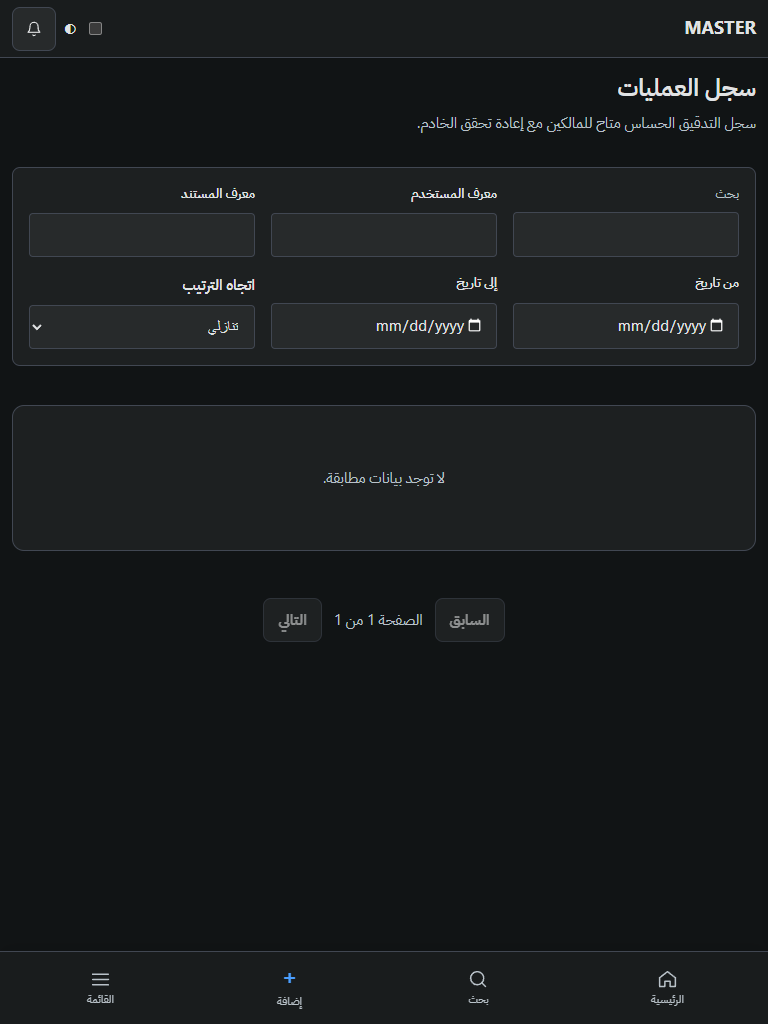 MASTER
سجل العمليات
سجل التدقيق الحساس متاح للمالكين مع إعادة تحقق الخادم.
بحث
معرف المستخدم
معرف المستند
من تاريخ
إلى تاريخ
اتجاه الترتيب
mm/dd/yyyy
mm/dd/yyyy
تنازلي
لا توجد بيانات مطابقة.
السابق
الصفحة 1 من 1
التالي
الرئيسية
بحث
إضافة
القائمة